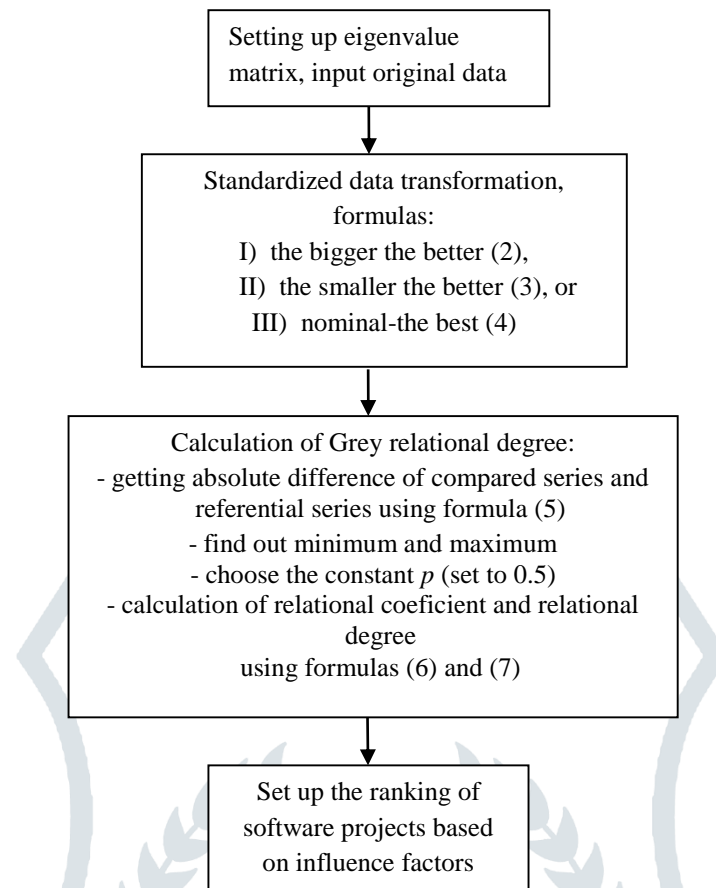 Setting up eigenvalue
matrix, input original data
Standardized data transformation,
formulas:
I) the bigger the better (2),
II) the smaller the better (3), or
III) nominal-the best (4)
Calculation of Grey relational degree:
- getting absolute difference of compared series and
referential series using formula (5)
- find out minimum and maximum
- choose the constant p (set to 0.5)
- calculation of relational coeficient and relational
degree
using formulas (6) and (7)
Set up the ranking of
software projects based
on influence factors